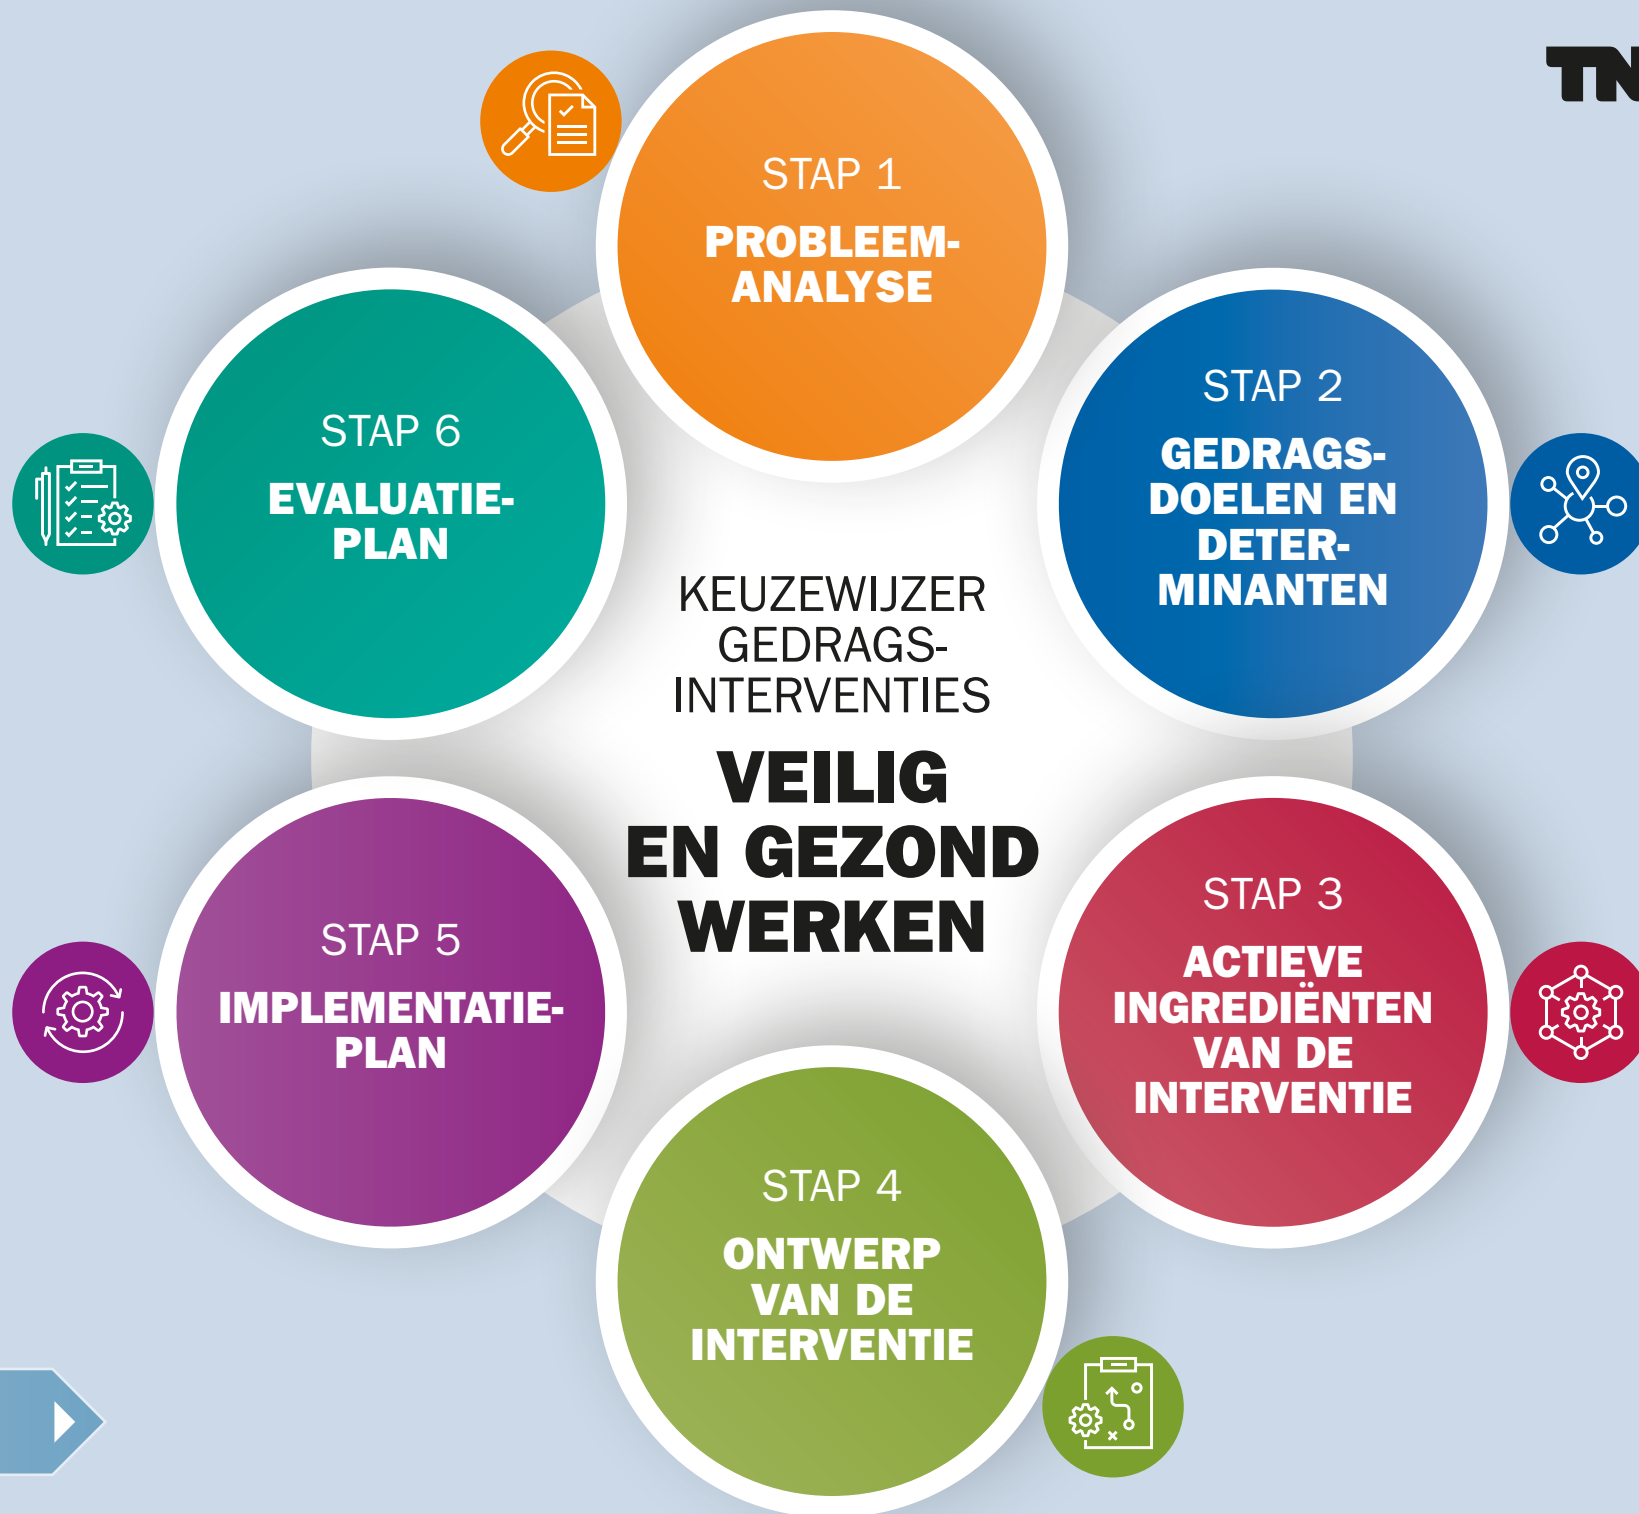 TN
STAP 1
PROBLEEM-
ANALYSE
STAP 2
GEDRAGS-
DOELEN EN
DETER-
MINANTEN
STAP 3
ACTIEVE
INGREDIËNTEN
VAN DE
INTERVENTIE
STAP 4
ONTWERP
VAN DE
INTERVENTIE
STAP 5
IMPLEMENTATIE-
PLAN
STAP 6
EVALUATIE-
PLAN
KEUZEWIJZER
GEDRAGS-
INTERVENTIES
VEILIG
EN GEZOND
WERKEN